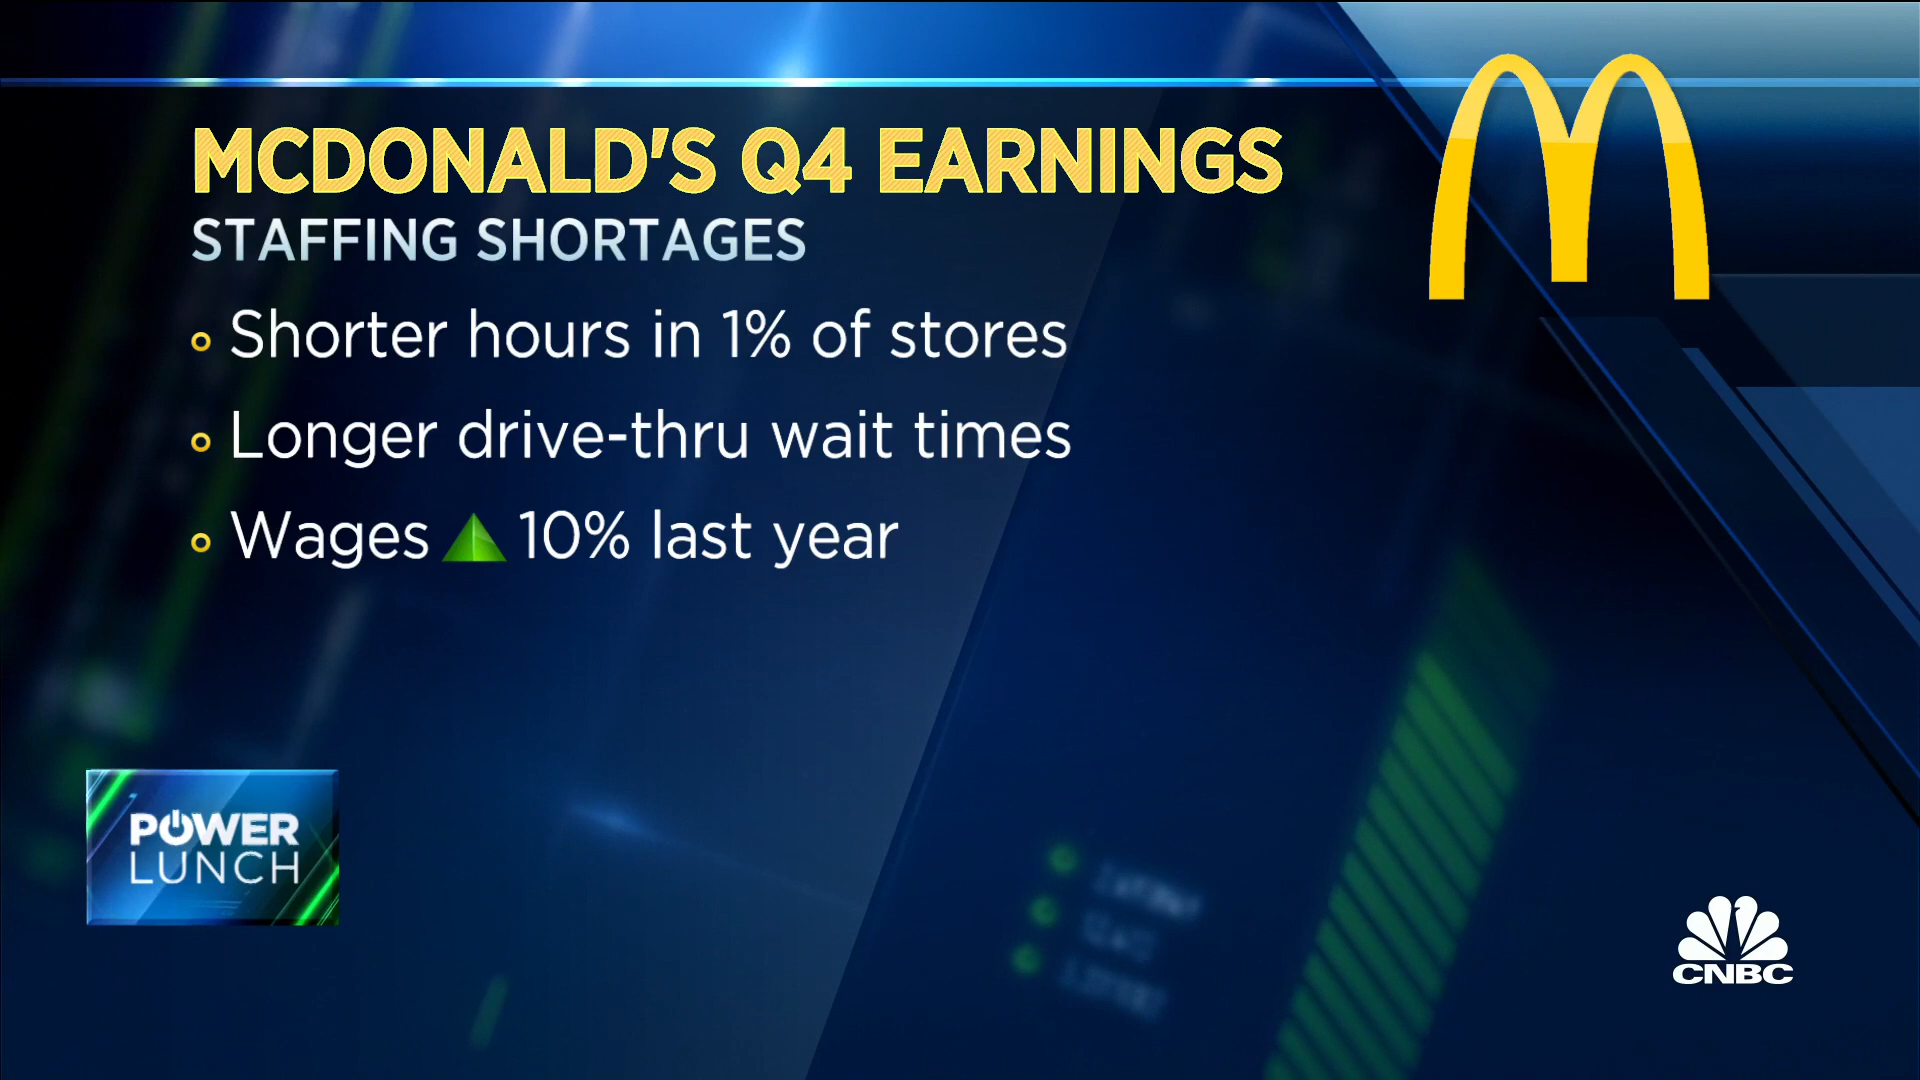 MCDONALD'S Q4 EARNINGS
STAFFING SHORTAGES
Shorter hours in 1% of stores
Longer drive-thru wait times
Wages 10% last year
POWER
LUNCH
CNBC